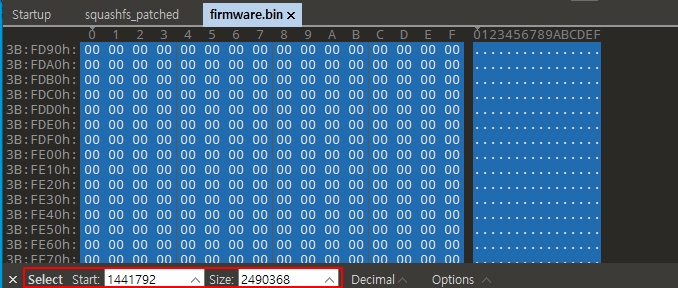 Startup squashfs_patched firmware.bin ×
0 1 2 3 4 5 6 7 8 9 A B C D E F 0123456789ABCDEF
3B:FD90h: 00 00 00 00 00 00 00 00 00 00 00 00 00 00 00 00 ................
3B:FDA0h: 00 00 00 00 00 00 00 00 00 00 00 00 00 00 00 00 ................
3B:FDB0h: 00 00 00 00 00 00 00 00 00 00 00 00 00 00 00 00 ................
3B:FDC0h: 00 00 00 00 00 00 00 00 00 00 00 00 00 00 00 00 ................
3B:FDD0h: 00 00 00 00 00 00 00 00 00 00 00 00 00 00 00 00 ................
3B:FDE0h: 00 00 00 00 00 00 00 00 00 00 00 00 00 00 00 00 ................
3B:FDF0h: 00 00 00 00 00 00 00 00 00 00 00 00 00 00 00 00 ................
3B:FE00h: 00 00 00 00 00 00 00 00 00 00 00 00 00 00 00 00 ................
3B:FE10h: 00 00 00 00 00 00 00 00 00 00 00 00 00 00 00 00 ................
3B:FE20h: 00 00 00 00 00 00 00 00 00 00 00 00 00 00 00 00 ................
3B:FE30h: 00 00 00 00 00 00 00 00 00 00 00 00 00 00 00 00 ................
3B:FE40h: 00 00 00 00 00 00 00 00 00 00 00 00 00 00 00 00 ................
3B:FE50h: 00 00 00 00 00 00 00 00 00 00 00 00 00 00 00 00 ................
3B:FE60h: 00 00 00 00 00 00 00 00 00 00 00 00 00 00 00 00 ................
3B:FE70h: 00 00 00 00 00 00 00 00 00 00 00 00 00 00 00 00 ................
× Select Start: 1441792 Size: 2490368 Decimal Options